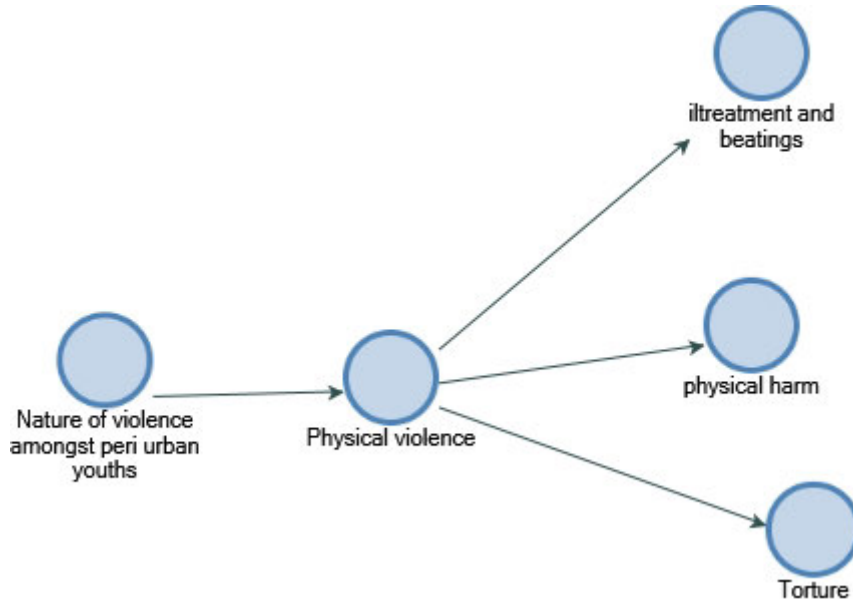 iltreatment and
beatings
physical harm
Nature of violence
amongst peri urban
youths
Physical violence
Torture